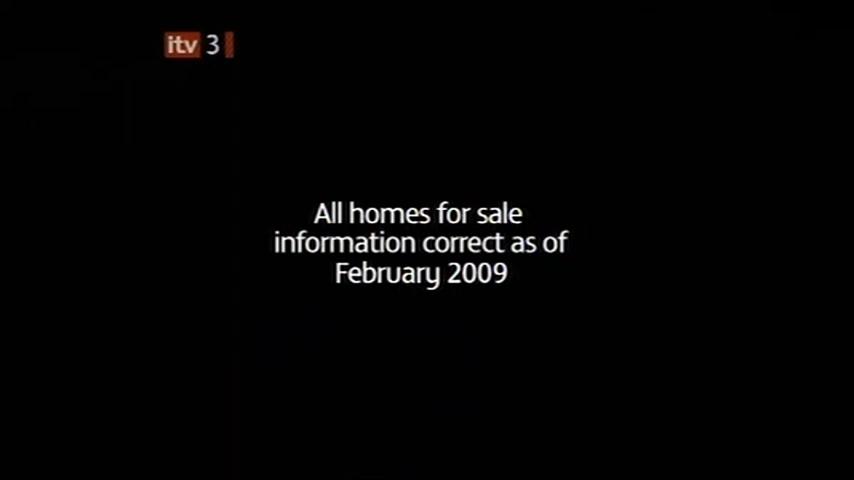 itv 3
All homes for sale
information correct as of
February 2009